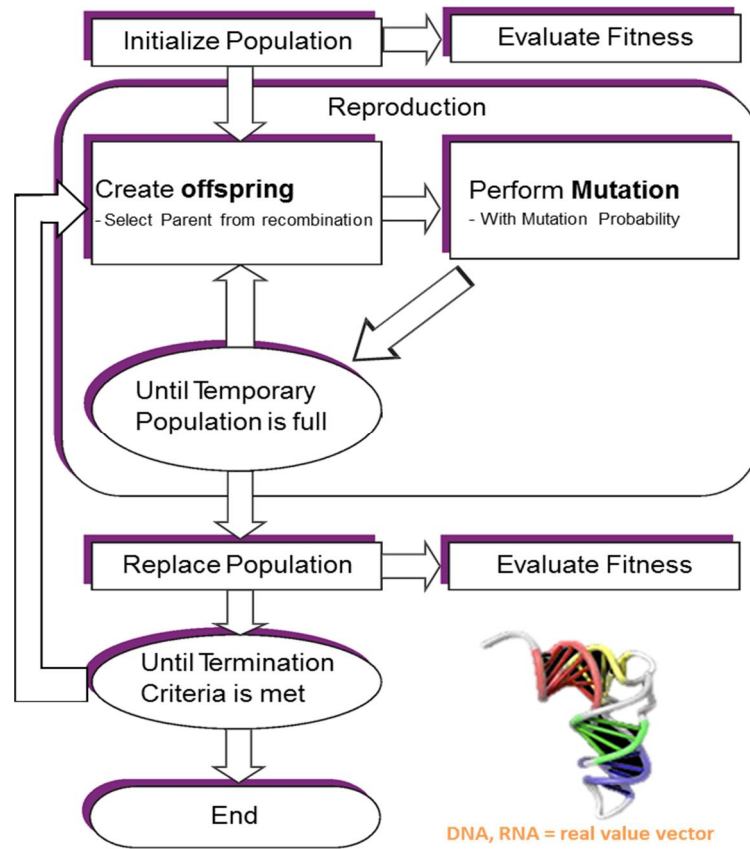 Initialize Population
Evaluate Fitness
Reproduction
Create offspring
- Select Parent from recombination
Perform Mutation
- With Mutation Probability
Until Temporary
Population is full
Replace Population
Evaluate Fitness
Until Termination
Criteria is met
End
DNA, RNA = real value vector